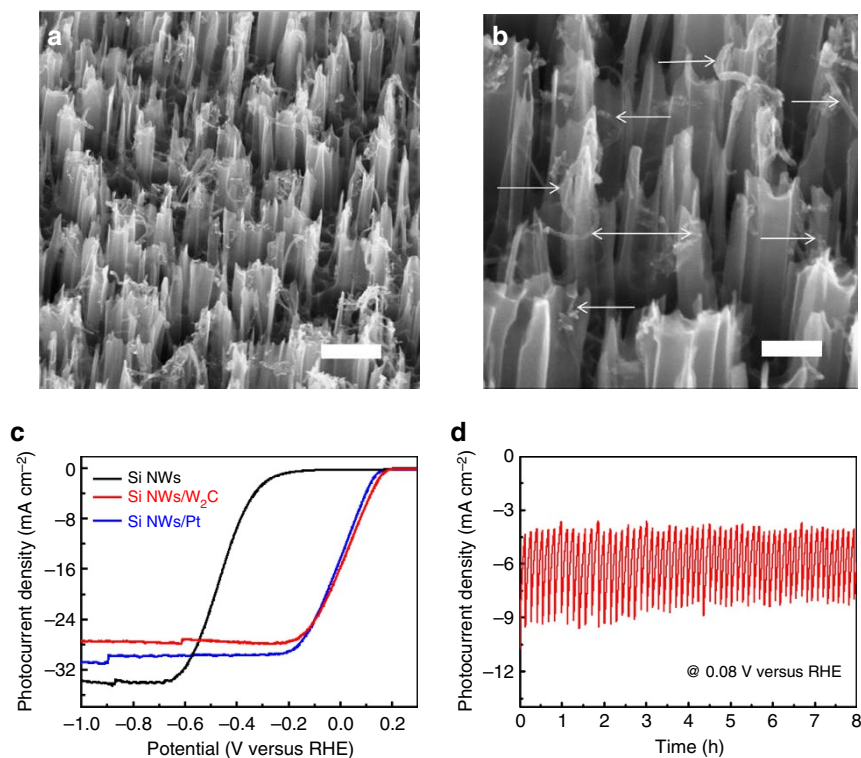 a
b
c
0
−8
−16
−24
−32
Photocurrent density (mA cm⁻²)
Si NWs
Si NWs/W₂C
Si NWs/Pt
−1.0
−0.8
−0.6
−0.4
−0.2
0.0
0.2
Potential (V versus RHE)
d
0
−3
−6
−9
−12
Photocurrent density (mA cm⁻²)
@ 0.08 V versus RHE
0
1
2
3
4
5
6
7
8
Time (h)